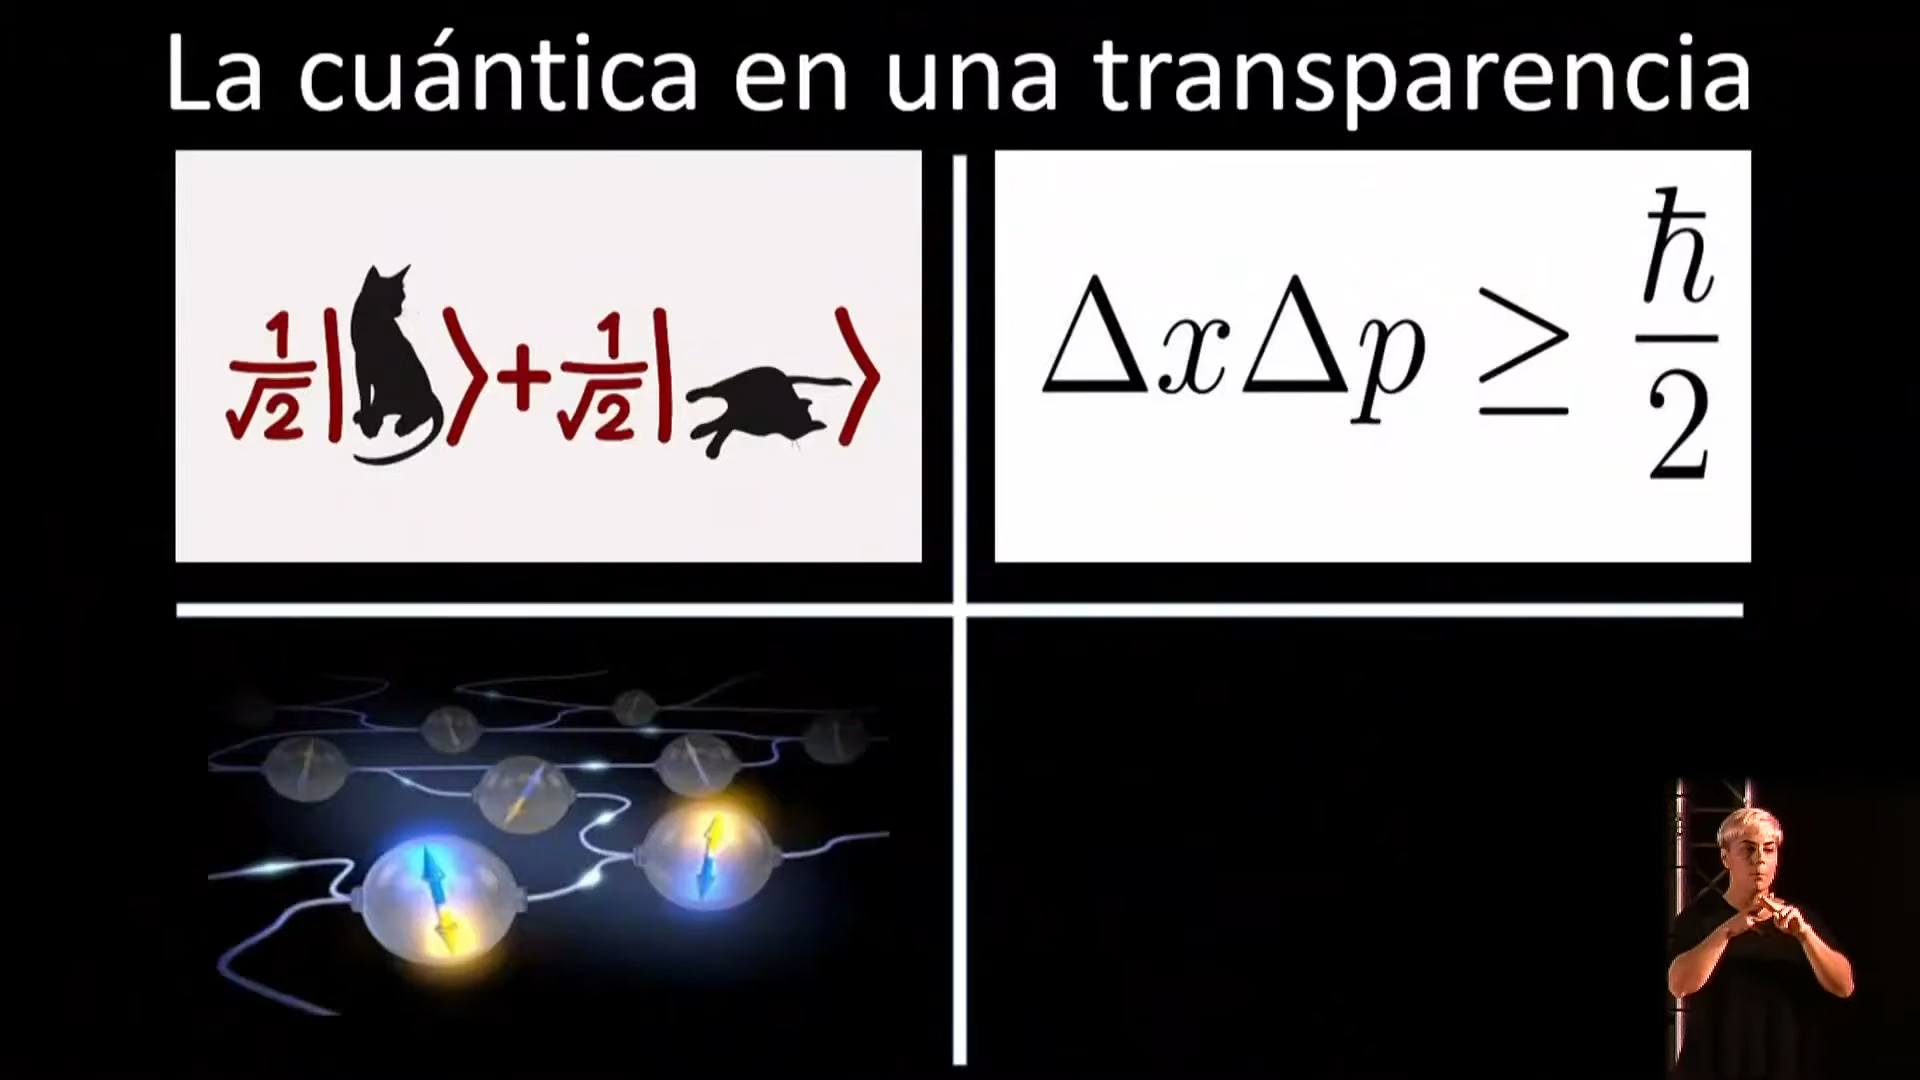 La cuántica en una transparencia
1/√2| ⟩+1/√2| ⟩
ΔxΔp ≥ ℏ/2